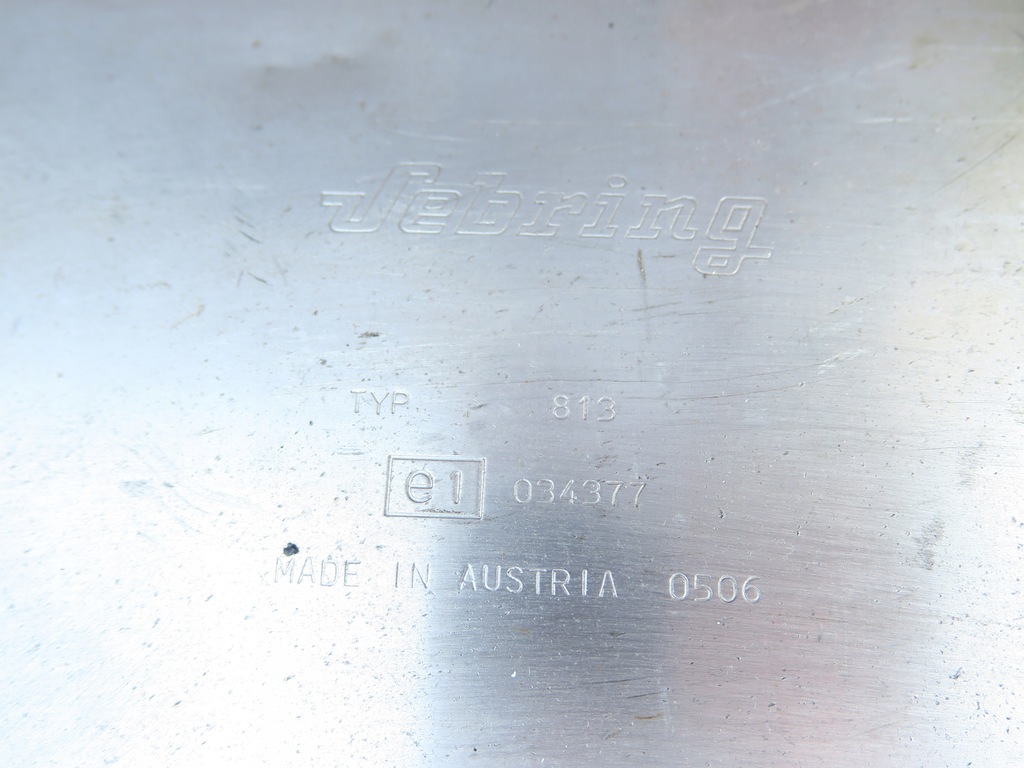 Sebring
TYP 813
e1 034377
MADE IN AUSTRIA 0506